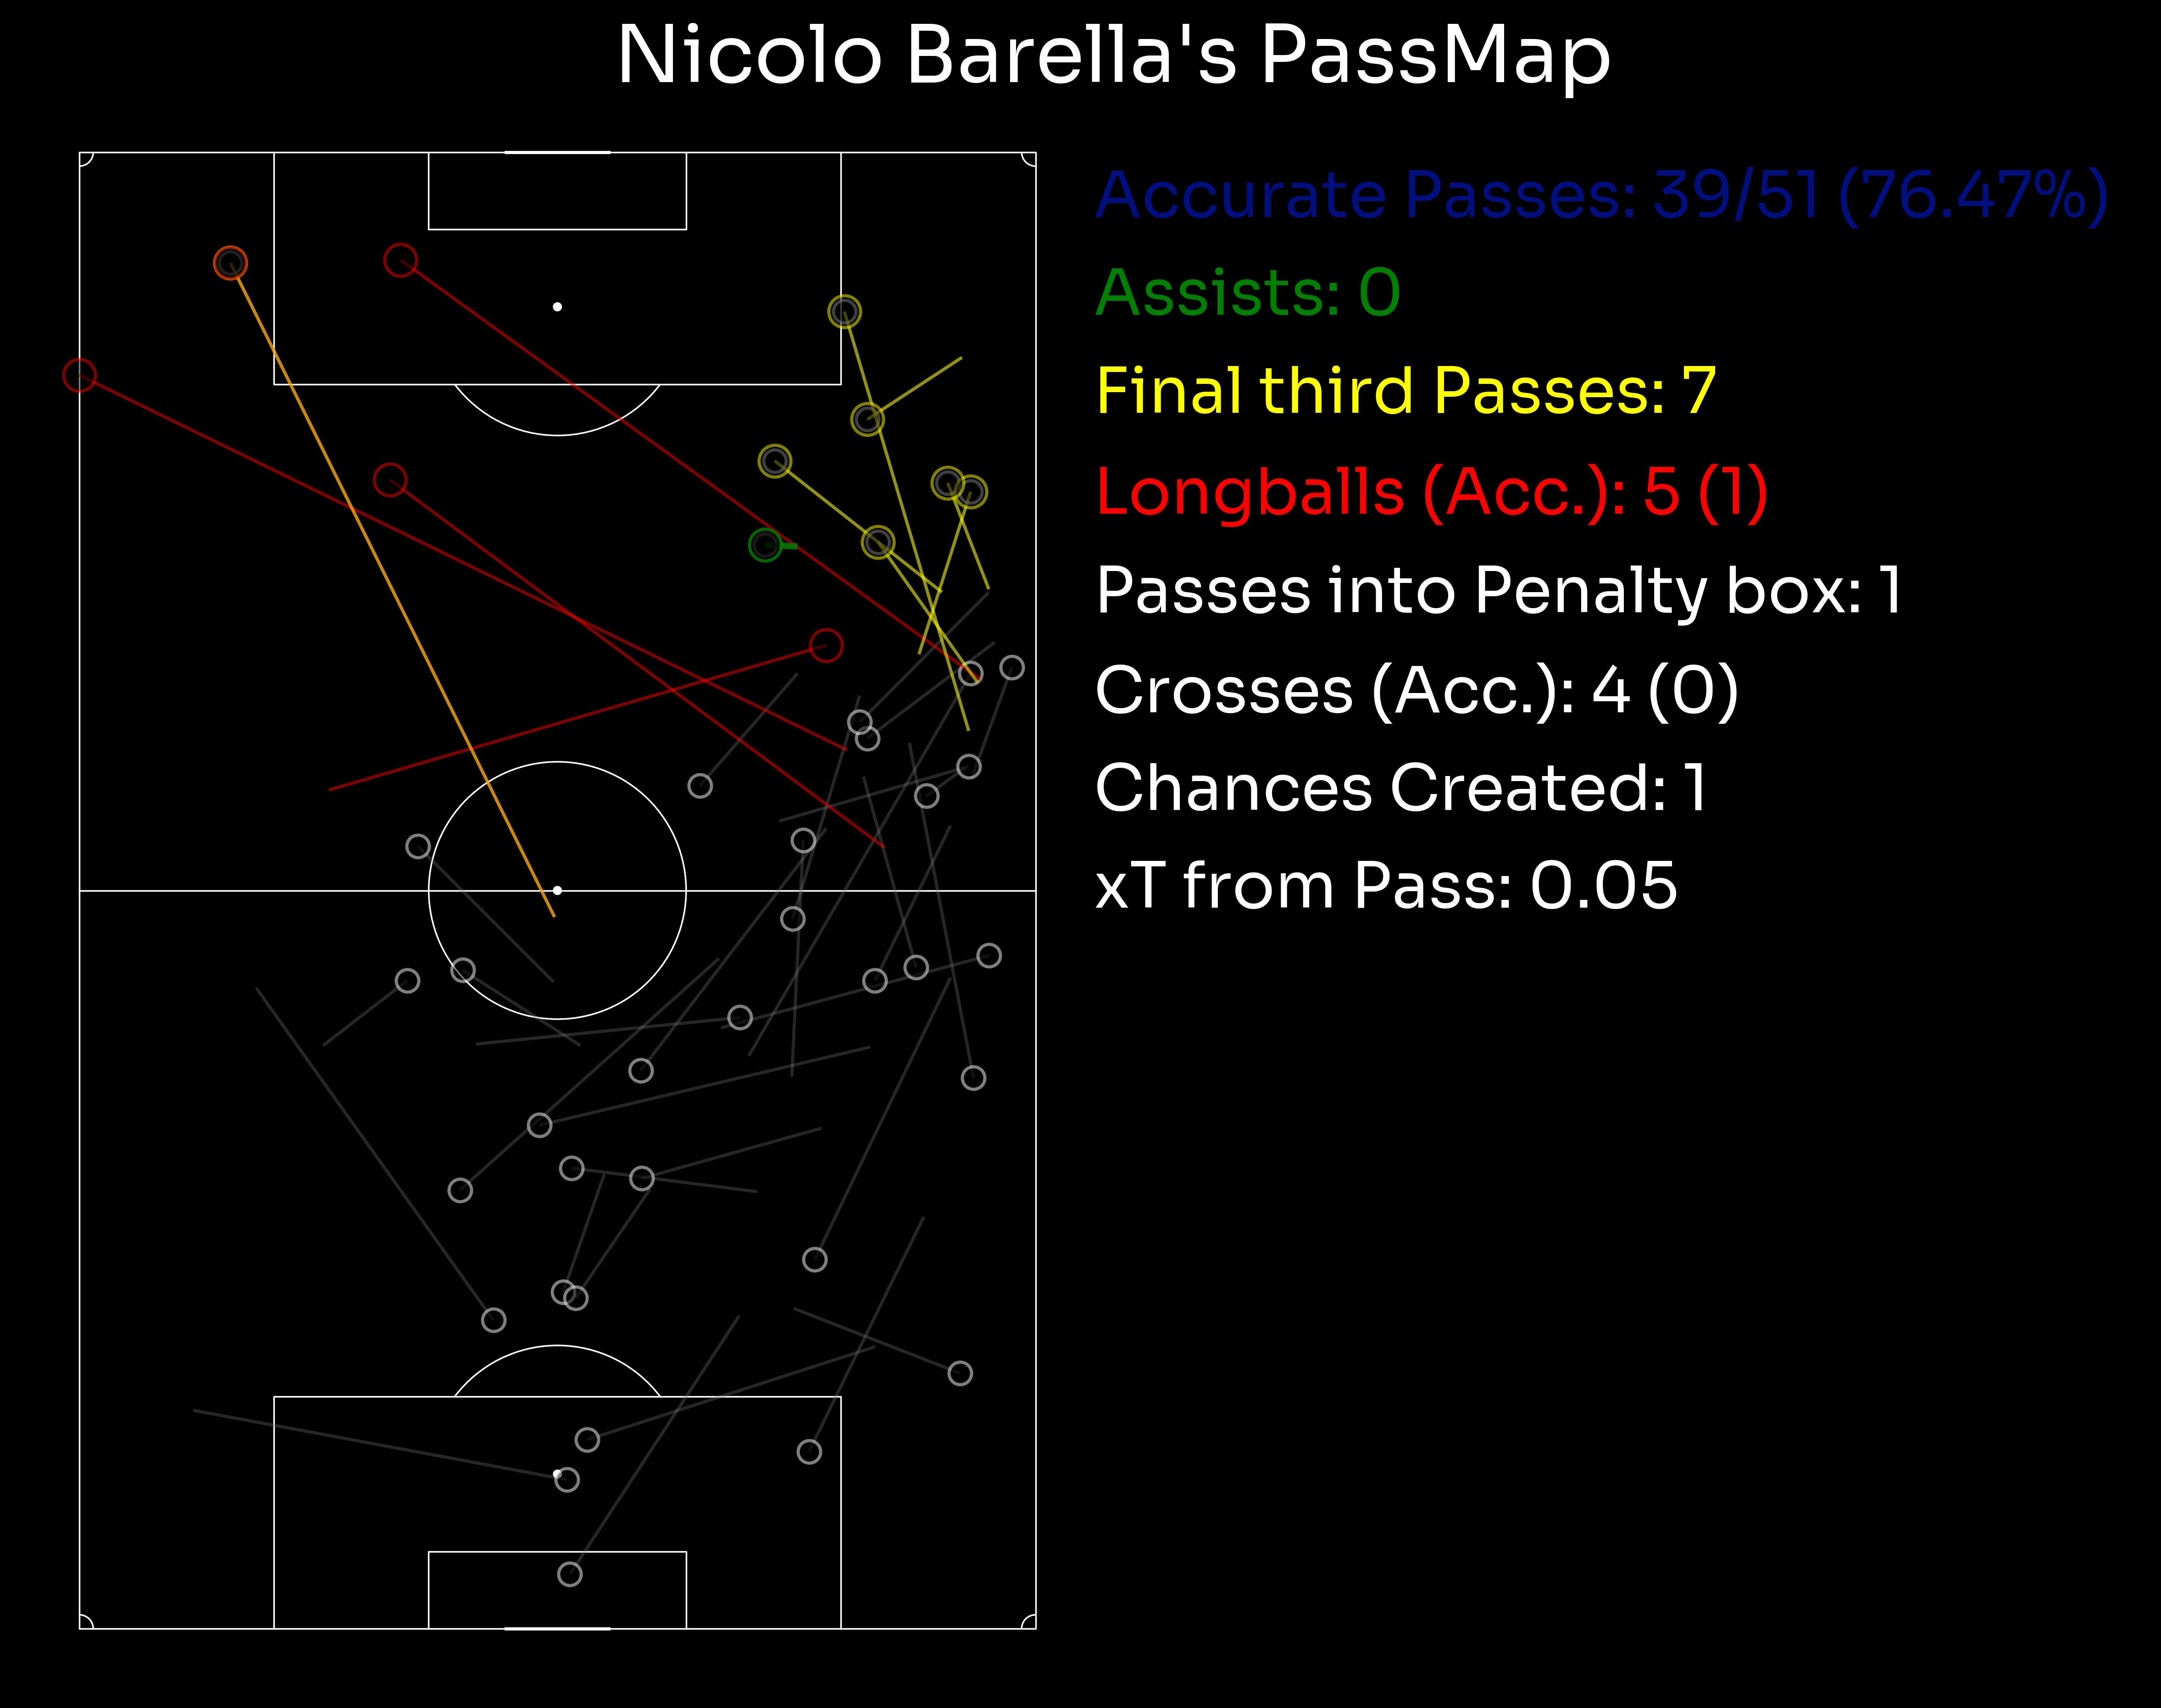 Nicolo Barella's PassMap
Accurate Passes: 39/51 (76.47%)
Assists: 0
Final third Passes: 7
Longballs (Acc.): 5 (1)
Passes into Penalty box: 1
Crosses (Acc.): 4 (0)
Chances Created: 1
xT from Pass: 0.05